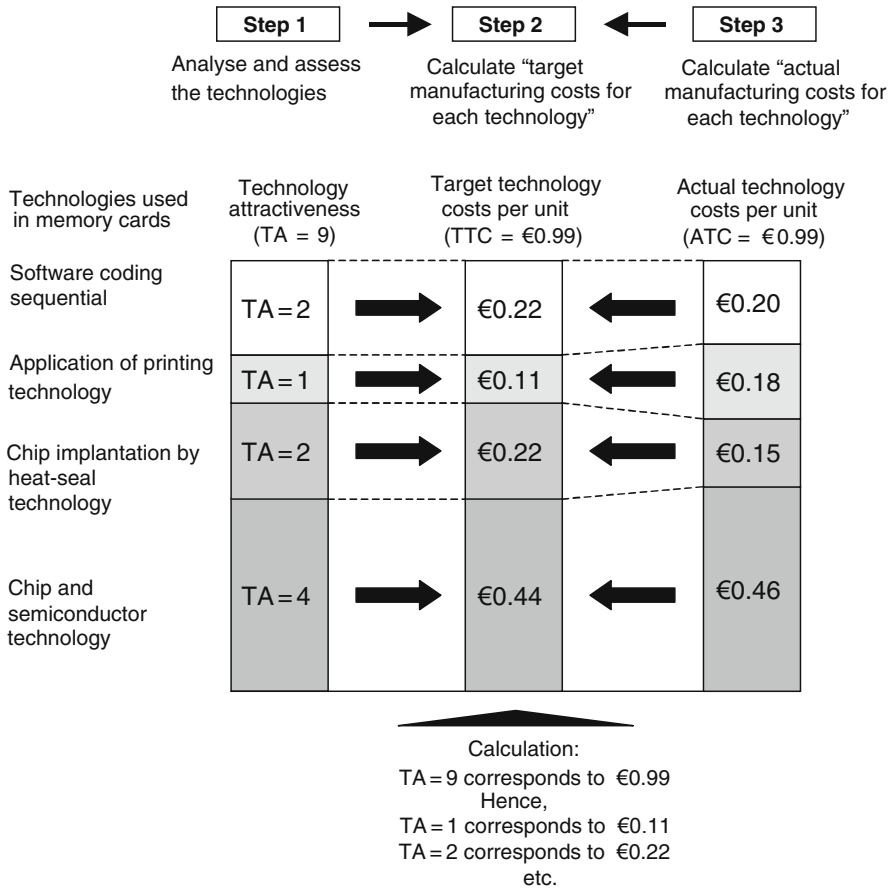 Step 1
Step 2
Step 3
Analyse and assess
the technologies
Calculate “target
manufacturing costs for
each technology”
Calculate “actual
manufacturing costs for
each technology”
Technologies used
in memory cards
Technology
attractiveness
(TA = 9)
Target technology
costs per unit
(TTC = €0.99)
Actual technology
costs per unit
(ATC = €0.99)
Software coding
sequential
TA=2
€0.22
€0.20
Application of printing
technology
TA=1
€0.11
€0.18
Chip implantation by
heat-seal
technology
TA=2
€0.22
€0.15
Chip and
semiconductor
technology
TA=4
€0.44
€0.46
Calculation:
TA=9 corresponds to €0.99
Hence,
TA=1 corresponds to €0.11
TA=2 corresponds to €0.22
etc.